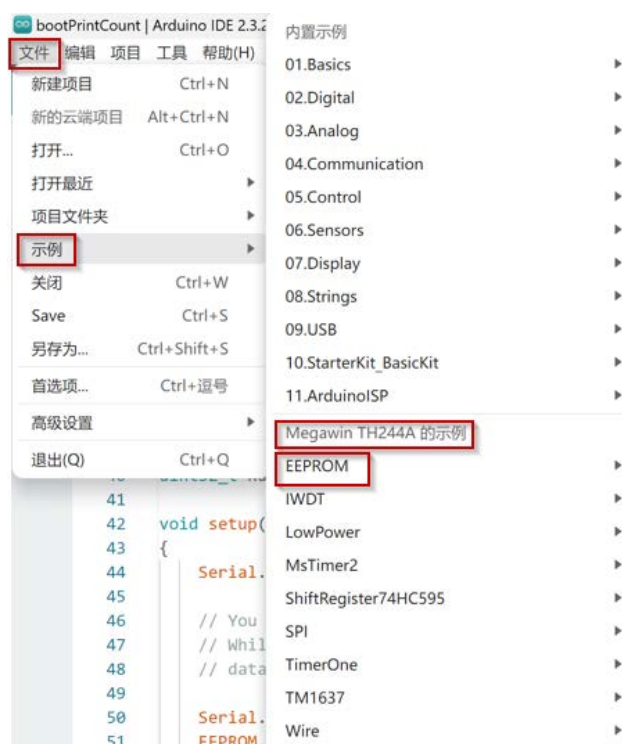 bootPrintCount | Arduino IDE 2.3.2
文件 编辑 项目 工具 帮助(H)
新建项目 Ctrl+N
新的云端项目 Alt+Ctrl+N
打开... Ctrl+O
打开最近
项目文件夹
示例
关闭 Ctrl+W
Save Ctrl+S
另存为... Ctrl+Shift+S
首选项... Ctrl+逗号
高级设置
退出(Q) Ctrl+Q
内置示例
01.Basics
02.Digital
03.Analog
04.Communication
05.Control
06.Sensors
07.Display
08.Strings
09.USB
10.StarterKit_BasicKit
11.ArduinoISP
Megawin TH244A 的示例
EEPROM
IWDT
LowPower
MsTimer2
ShiftRegister74HC595
SPI
TimerOne
TM1637
Wire
41
42 void setup(
43 {
44 Serial.
45
46 // You
47 // Whil
48 // data
49
50 Serial.
51 EEPROM